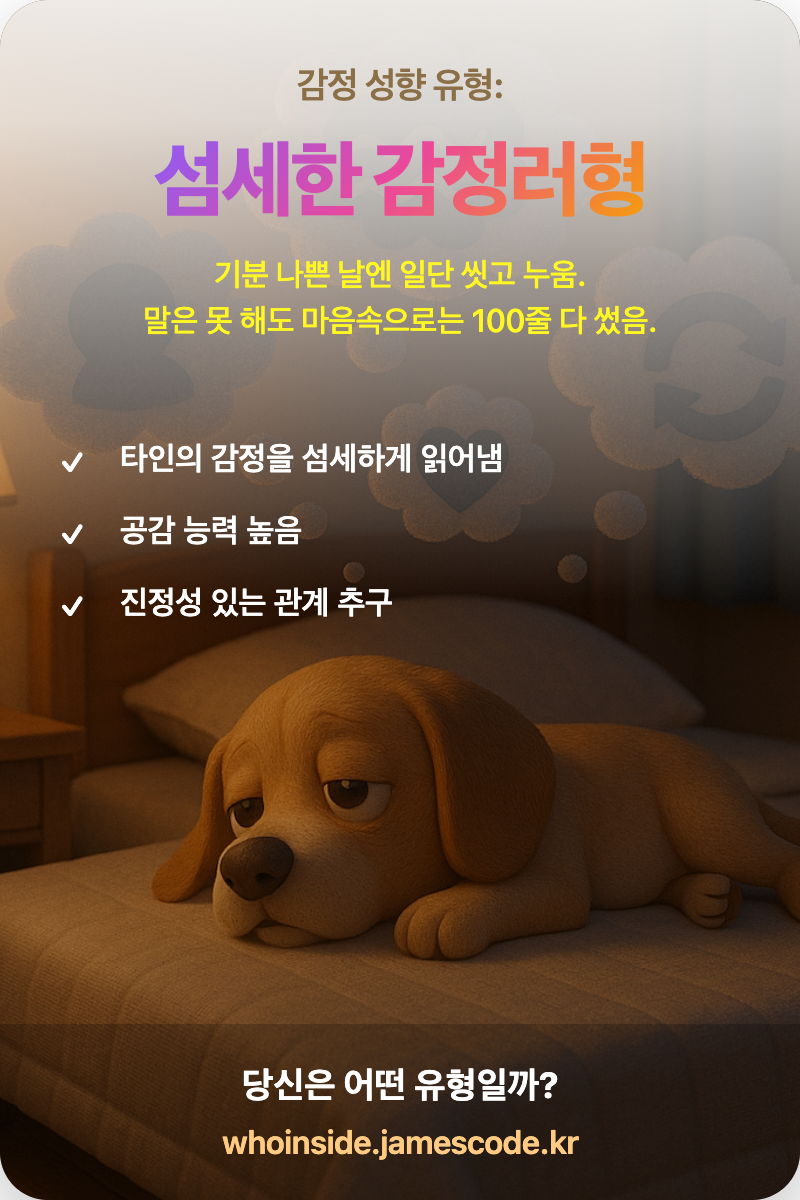 감정 성향 유형:
섬세한 감정러형
기분 나쁜 날엔 일단 씻고 누움.
말은 못 해도 마음속으로는 100줄 다 썼음.
타인의 감정을 섬세하게 읽어냄
공감 능력 높음
진정성 있는 관계 추구
당신은 어떤 유형일까?
whoinside.jamescode.kr